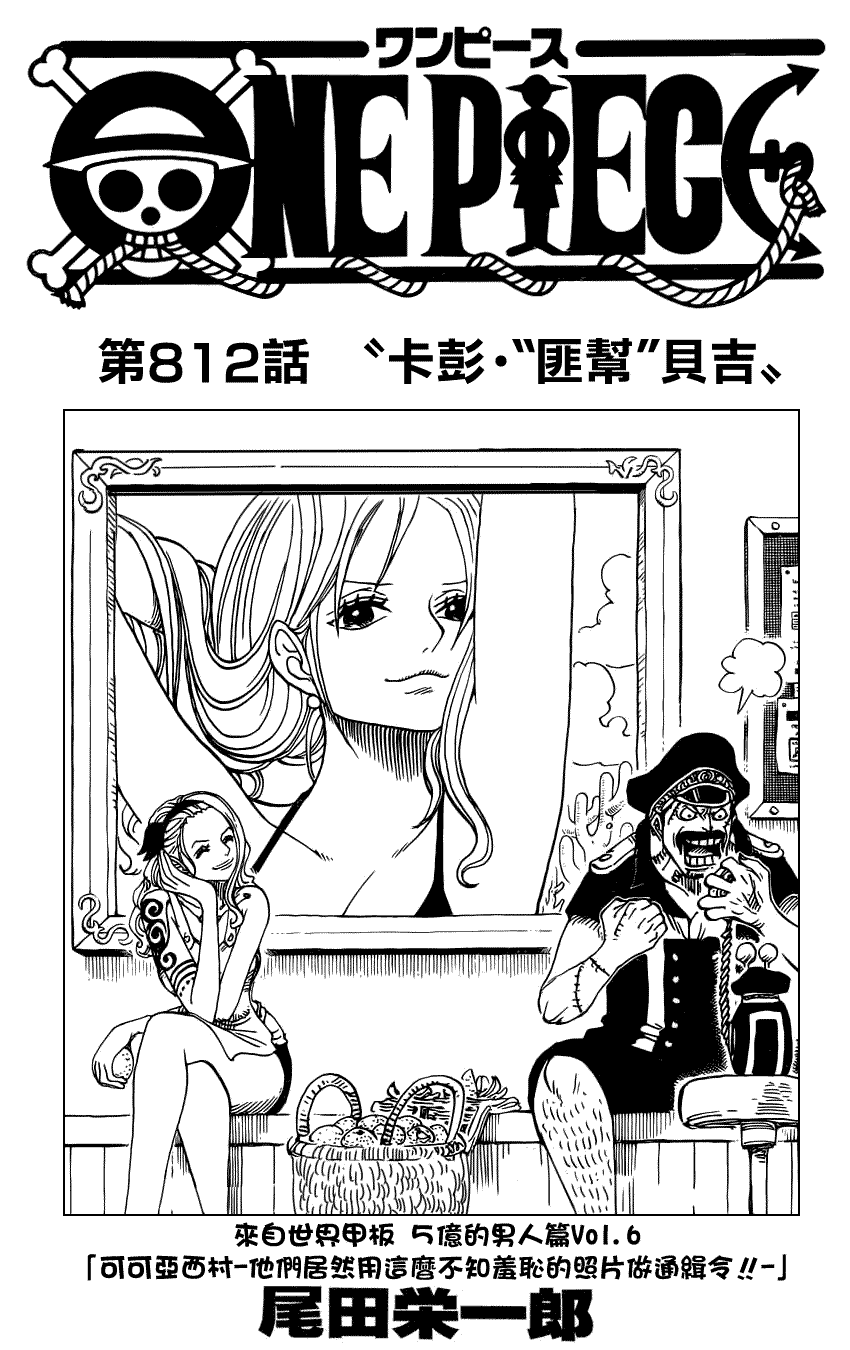 ワンピース
ONE PIECE
第812話 〝卡彭·“匪幫”貝吉〟
來自世界甲板 5億的男人篇Vol.6
「可可亞西村-他們居然用這麼不知羞恥的照片做通緝令!!-」
尾田栄一郎